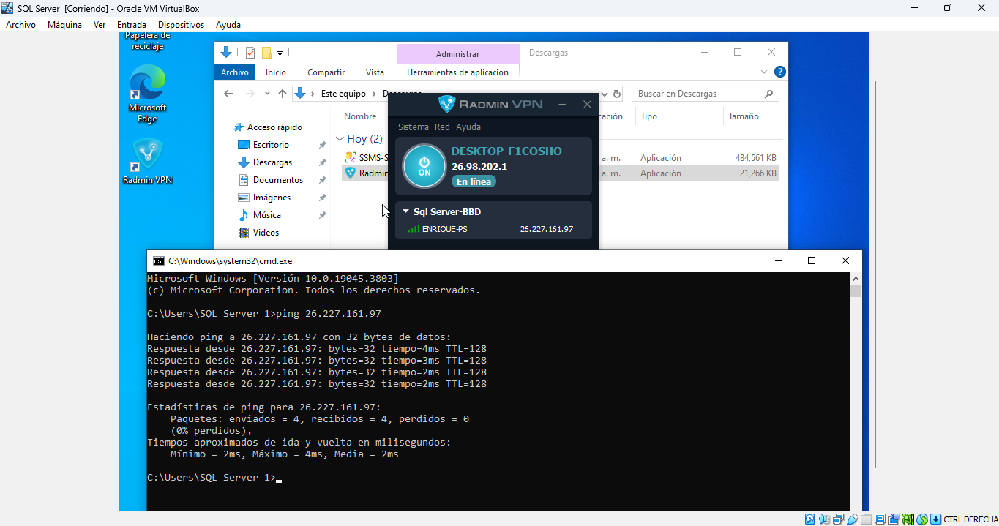 SQL Server [Corriendo] - Oracle VM VirtualBox
Archivo Máquina Ver Entrada Dispositivos Ayuda
Papelera de
reciclaje
Microsoft
Edge
Radmin VPN
Administrar
Descargas
Archivo Inicio Compartir Vista Herramientas de aplicación
Este equipo
Buscar en Descargas
Nombre
Tipo
Tamaño
Acceso rápido
Escritorio
Descargas
Documentos
Imágenes
Música
Videos
Hoy (2)
SSMS-S
a. m. Aplicación 484,561 KB
Radmin
a. m. Aplicación 21,266 KB
RADMIN VPN
Sistema Red Ayuda
ON
DESKTOP-F1COSHO
26.98.202.1
En línea
Sql Server-BBD
ENRIQUE-PS 26.227.161.97
C:\Windows\system32\cmd.exe
Microsoft Windows [Versión 10.0.19045.3803]
(c) Microsoft Corporation. Todos los derechos reservados.
C:\Users\SQL Server 1>ping 26.227.161.97
Haciendo ping a 26.227.161.97 con 32 bytes de datos:
Respuesta desde 26.227.161.97: bytes=32 tiempo=4ms TTL=128
Respuesta desde 26.227.161.97: bytes=32 tiempo=3ms TTL=128
Respuesta desde 26.227.161.97: bytes=32 tiempo=2ms TTL=128
Respuesta desde 26.227.161.97: bytes=32 tiempo=2ms TTL=128
Estadísticas de ping para 26.227.161.97:
Paquetes: enviados = 4, recibidos = 4, perdidos = 0
(0% perdidos),
Tiempos aproximados de ida y vuelta en milisegundos:
Mínimo = 2ms, Máximo = 4ms, Media = 2ms
C:\Users\SQL Server 1>
CTRL DERECHA